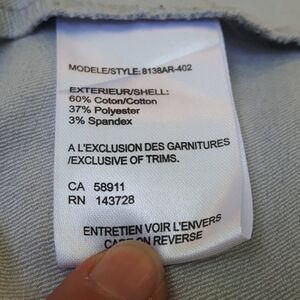 MODELE/STYLE: 8138AR-402
EXTERIEUR/SHELL:
60% Coton/Cotton
37% Polyester
3% Spandex
A L'EXCLUSION DES GARNITURES
/EXCLUSIVE OF TRIMS.
CA 58911
RN 143728
ENTRETIEN VOIR L'ENVERS
CARE ON REVERSE